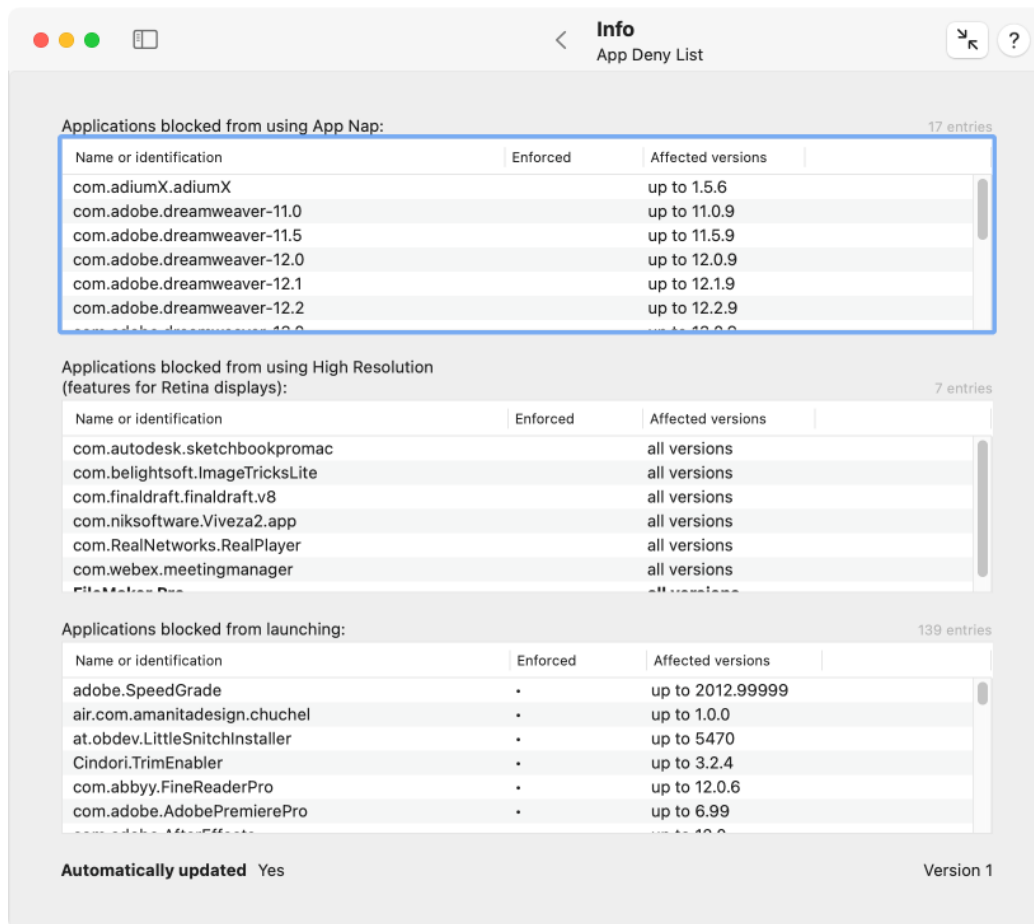 Info
App Deny List
?
Applications blocked from using App Nap:
17 entries
Name or identification Enforced Affected versions
com.adiumX.adiumX up to 1.5.6
com.adobe.dreamweaver-11.0 up to 11.0.9
com.adobe.dreamweaver-11.5 up to 11.5.9
com.adobe.dreamweaver-12.0 up to 12.0.9
com.adobe.dreamweaver-12.1 up to 12.1.9
com.adobe.dreamweaver-12.2 up to 12.2.9
Applications blocked from using High Resolution
(features for Retina displays):
7 entries
Name or identification Enforced Affected versions
com.autodesk.sketchbookpromac all versions
com.belightsoft.ImageTricksLite all versions
com.finaldraft.finaldraft.v8 all versions
com.niksoftware.Viveza2.app all versions
com.RealNetworks.RealPlayer all versions
com.webex.meetingmanager all versions
FileMaker Pro all versions
Applications blocked from launching:
139 entries
Name or identification Enforced Affected versions
adobe.SpeedGrade • up to 2012.99999
air.com.amanitadesign.chuchel • up to 1.0.0
at.obdev.LittleSnitchInstaller • up to 5470
Cindori.TrimEnabler • up to 3.2.4
com.abbyy.FineReaderPro • up to 12.0.6
com.adobe.AdobePremierePro • up to 6.99
Automatically updated Yes
Version 1